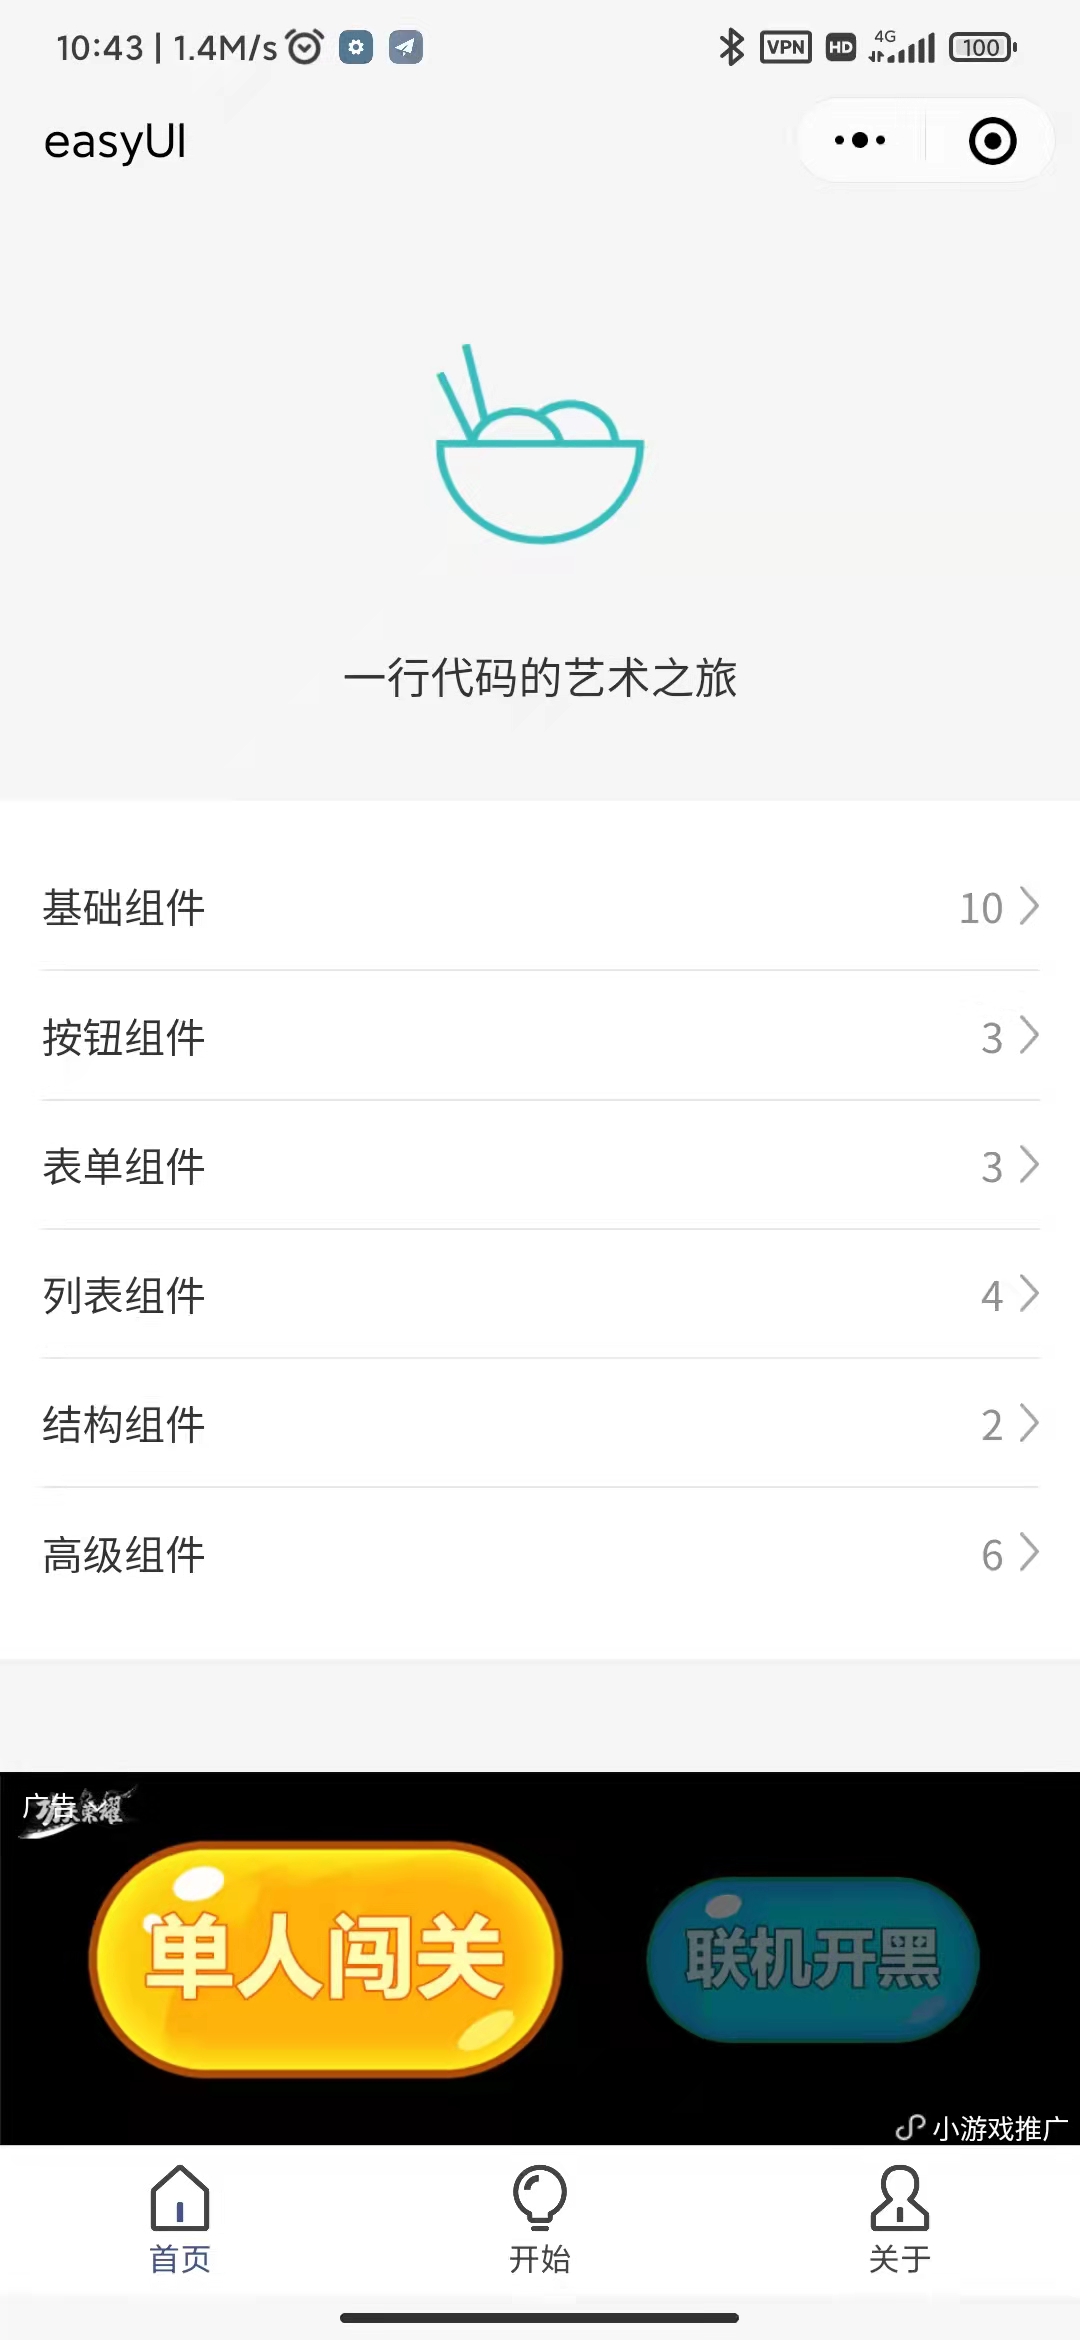 10:43 | 1.4M/s VPN HD 4G 100
easyUI
一行代码的艺术之旅
基础组件 10
按钮组件 3
表单组件 3
列表组件 4
结构组件 2
高级组件 6
广告
单人闯关 联机开黑
小游戏推广
首页 开始 关于